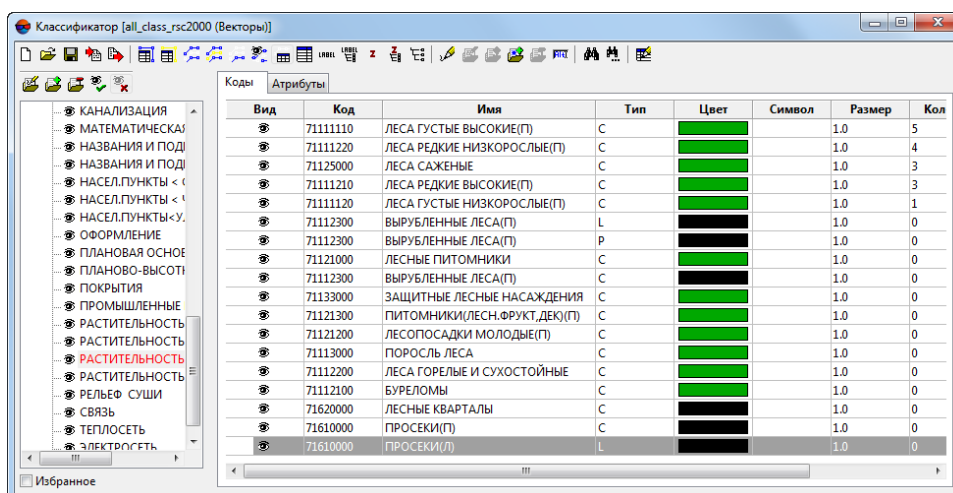 Классификатор [all_class_rsc2000 (Векторы)]
LABEL LABEL Z Z
Коды Атрибуты
КАНАЛИЗАЦИЯ
МАТЕМАТИЧЕСКАЯ
НАЗВАНИЯ И ПОДП
НАЗВАНИЯ И ПОДП
НАСЕЛ.ПУНКТЫ <
НАСЕЛ.ПУНКТЫ <
НАСЕЛ.ПУНКТЫ<У.
ОФОРМЛЕНИЕ
ПЛАНОВАЯ ОСНОВ
ПЛАНОВО-ВЫСОТН
ПОКРЫТИЯ
ПРОМЫШЛЕННЫЕ
РАСТИТЕЛЬНОСТЬ
РАСТИТЕЛЬНОСТЬ
РАСТИТЕЛЬНОСТЬ
РАСТИТЕЛЬНОСТЬ
РЕЛЬЕФ СУШИ
СВЯЗЬ
ТЕПЛОСЕТЬ
ЭЛЕКТРОСЕТЬ
Избранное
Вид Код Имя Тип Цвет Символ Размер Кол
71111110 ЛЕСА ГУСТЫЕ ВЫСОКИЕ(П) C 1.0 5
71111220 ЛЕСА РЕДКИЕ НИЗКОРОСЛЫЕ(П) C 1.0 4
71125000 ЛЕСА САЖЕНЫЕ C 1.0 3
71111210 ЛЕСА РЕДКИЕ ВЫСОКИЕ(П) C 1.0 3
71111120 ЛЕСА ГУСТЫЕ НИЗКОРОСЛЫЕ(П) C 1.0 1
71112300 ВЫРУБЛЕННЫЕ ЛЕСА(П) L 1.0 0
71112300 ВЫРУБЛЕННЫЕ ЛЕСА(П) P 1.0 0
71121000 ЛЕСНЫЕ ПИТОМНИКИ C 1.0 0
71112300 ВЫРУБЛЕННЫЕ ЛЕСА(П) C 1.0 0
71133000 ЗАЩИТНЫЕ ЛЕСНЫЕ НАСАЖДЕНИЯ C 1.0 0
71121300 ПИТОМНИКИ(ЛЕСН.ФРУКТ,ДЕК)(П) C 1.0 0
71121200 ЛЕСОПОСАДКИ МОЛОДЫЕ(П) C 1.0 0
71113000 ПОРОСЛЬ ЛЕСА C 1.0 0
71112200 ЛЕСА ГОРЕЛЫЕ И СУХОСТОЙНЫЕ C 1.0 0
71112100 БУРЕЛОМЫ C 1.0 0
71620000 ЛЕСНЫЕ КВАРТАЛЫ C 1.0 0
71610000 ПРОСЕКИ(П) C 1.0 0
71610000 ПРОСЕКИ(Л) L 1.0 0